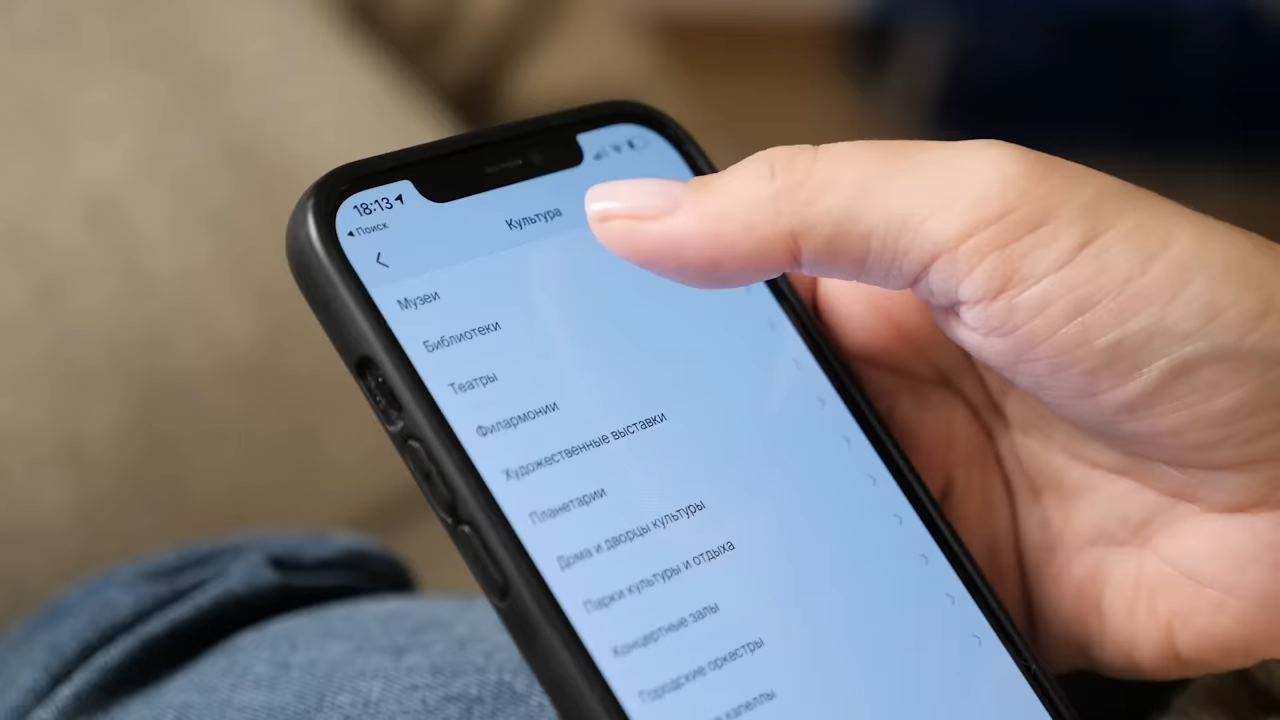 18:13
Поиск
Культура
Музеи
Библиотеки
Театры
Филармонии
Художественные выставки
Планетарии
Дома и дворцы культуры
Парки культуры и отдыха
Концертные залы
Городские оркестры
капеллы